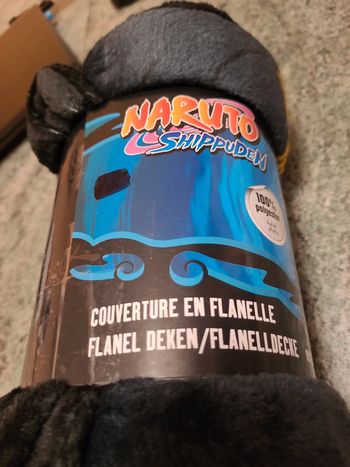 NARUTO
SHIPPUDEN
100%
polyester
COUVERTURE EN FLANELLE
FLANEL DEKEN/FLANELLDECKE